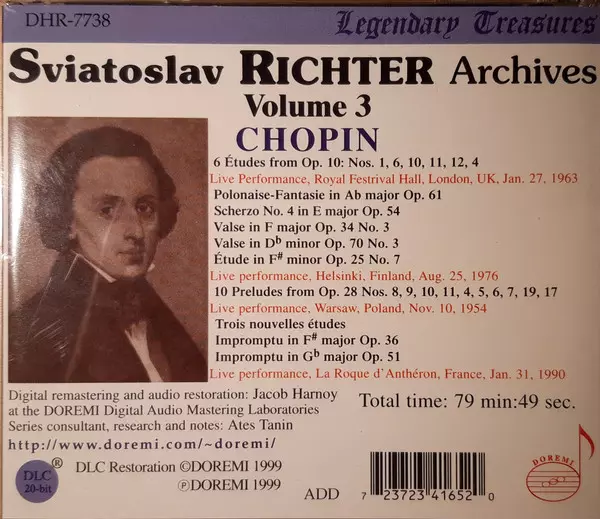 DHR-7738
Legendary Treasures
Sviatoslav RICHTER Archives
Volume 3
CHOPIN
6 Études from Op. 10: Nos. 1, 6, 10, 11, 12, 4
Live Performance, Royal Festrival Hall, London, UK, Jan. 27, 1963
Polonaise-Fantasie in Ab major Op. 61
Scherzo No. 4 in E major Op. 54
Valse in F major Op. 34 No. 3
Valse in Db minor Op. 70 No. 3
Étude in F# minor Op. 25 No. 7
Live performance, Helsinki, Finland, Aug. 25, 1976
10 Preludes from Op. 28 Nos. 8, 9, 10, 11, 4, 5, 6, 7, 19, 17
Live performance, Warsaw, Poland, Nov. 10, 1954
Trois nouvelles études
Impromptu in F# major Op. 36
Impromptu in Gb major Op. 51
Live performance, La Roque d'Anthéron, France, Jan. 31, 1990
Digital remastering and audio restoration: Jacob Harnoy
at the DOREMI Digital Audio Mastering Laboratories
Series consultant, research and notes: Ates Tanin
http://www.doremi.com/~doremi/
Total time: 79 min:49 sec.
DLC
20-bit
®
DLC Restoration ©DOREMI 1999
℗DOREMI 1999
ADD
7 23723 41652 0
DOREMI